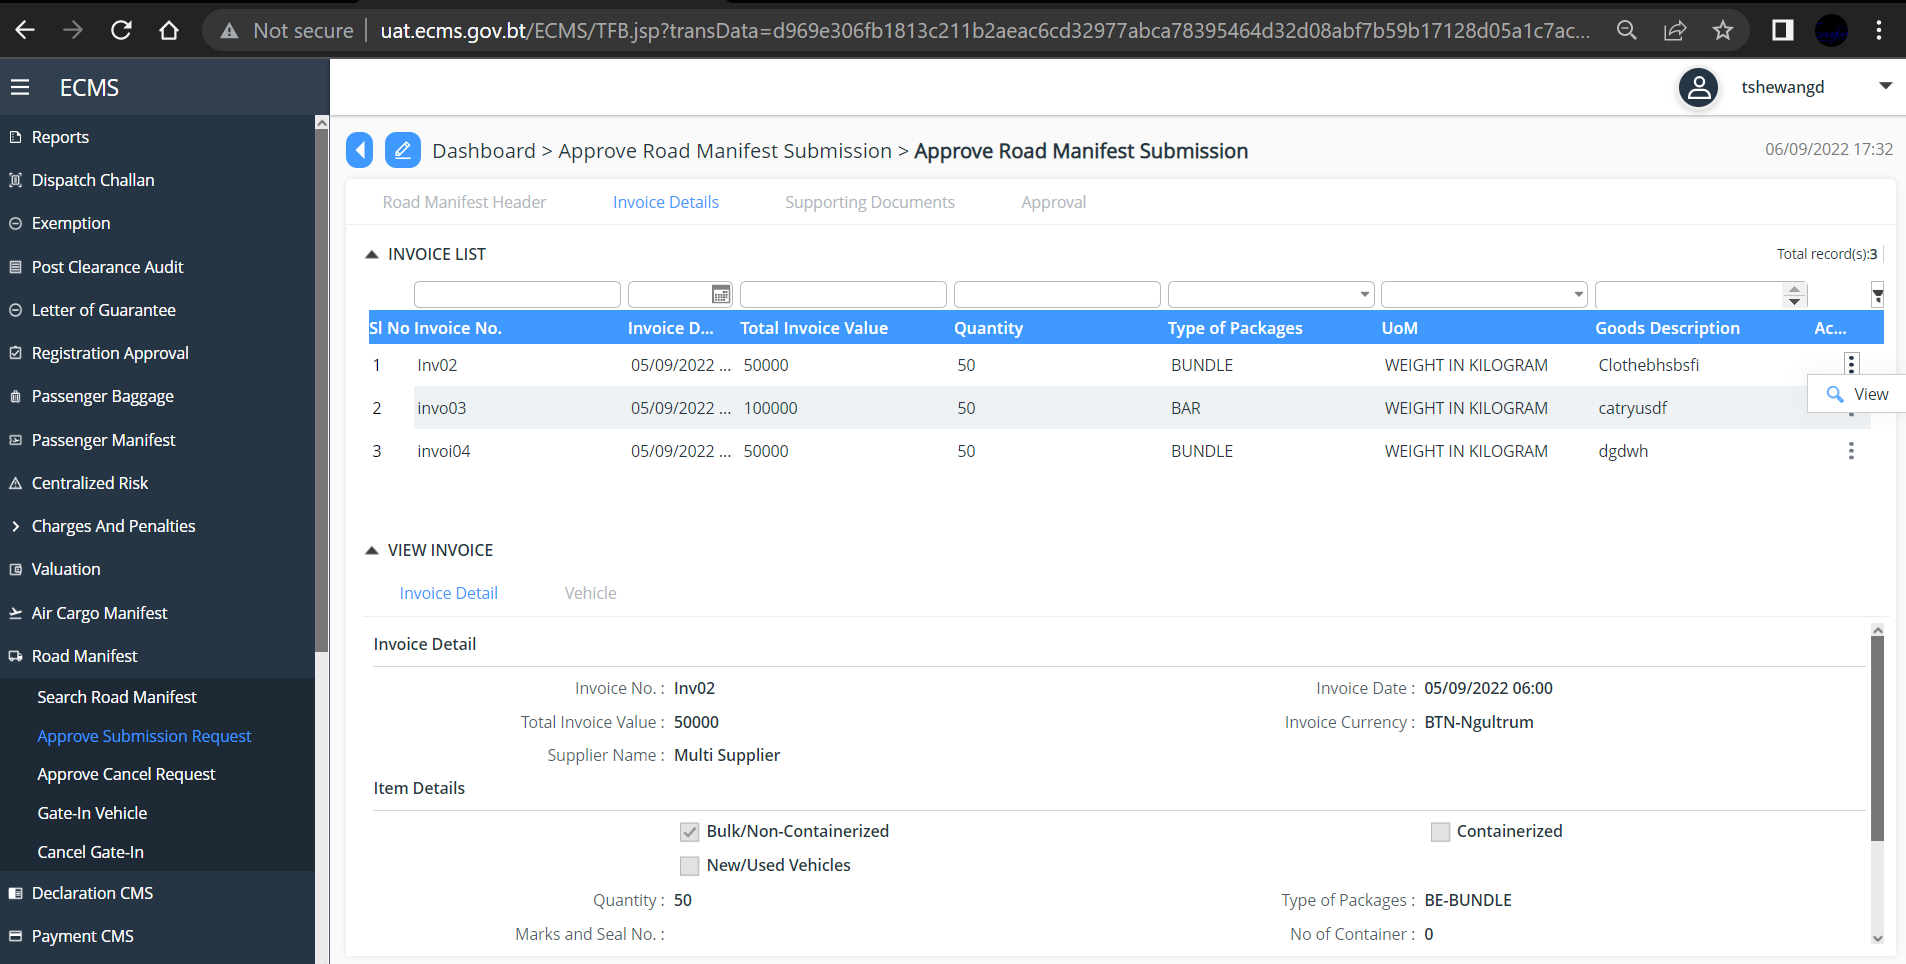 Not secure | uat.ecms.gov.bt/ECMS/TFB.jsp?transData=d969e306fb1813c211b2aeac6cd32977abca78395464d32d08abf7b59b17128d05a1c7ac...
ECMS
tshewangd
Reports
Dispatch Challan
Exemption
Post Clearance Audit
Letter of Guarantee
Registration Approval
Passenger Baggage
Passenger Manifest
Centralized Risk
Charges And Penalties
Valuation
Air Cargo Manifest
Road Manifest
Search Road Manifest
Approve Submission Request
Approve Cancel Request
Gate-In Vehicle
Cancel Gate-In
Declaration CMS
Payment CMS
Dashboard > Approve Road Manifest Submission > Approve Road Manifest Submission
06/09/2022 17:32
Road Manifest Header Invoice Details Supporting Documents Approval
INVOICE LIST
Total record(s):3
Sl No Invoice No. Invoice D... Total Invoice Value Quantity Type of Packages UoM Goods Description Ac...
1 Inv02 05/09/2022 ... 50000 50 BUNDLE WEIGHT IN KILOGRAM Clothebhsbsfi
View
2 invo03 05/09/2022 ... 100000 50 BAR WEIGHT IN KILOGRAM catryusdf
3 invoi04 05/09/2022 ... 50000 50 BUNDLE WEIGHT IN KILOGRAM dgdwh
VIEW INVOICE
Invoice Detail Vehicle
Invoice Detail
Invoice No. : Inv02 Invoice Date : 05/09/2022 06:00
Total Invoice Value : 50000 Invoice Currency : BTN-Ngultrum
Supplier Name : Multi Supplier
Item Details
Bulk/Non-Containerized Containerized
New/Used Vehicles
Quantity : 50 Type of Packages : BE-BUNDLE
Marks and Seal No. : No of Container : 0